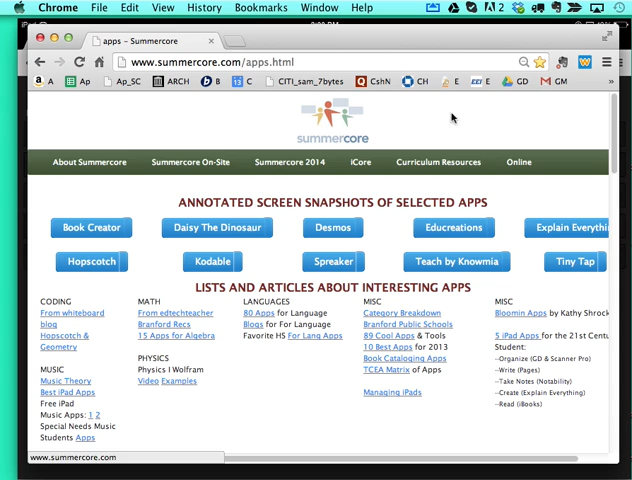 Chrome File Edit View History Bookmarks Window Help A 2
apps – Summercore
www.summercore.com/apps.html
A Ap Ap_SC ARCH B 13 C CITI_sam_7bytes CshN CH E EEI E GD GM »
summercore
About Summercore Summercore On-Site Summercore 2014 iCore Curriculum Resources Online
ANNOTATED SCREEN SNAPSHOTS OF SELECTED APPS
Book Creator Daisy The Dinosaur Desmos Educreations Explain Everythin
Hopscotch Kodable Spreaker Teach by Knowmia Tiny Tap
LISTS AND ARTICLES ABOUT INTERESTING APPS
CODING
From whiteboard
blog
Hopscotch &
Geometry
MUSIC
Music Theory
Best iPad Apps
Free iPad
Music Apps: 1 2
Special Needs Music
Students Apps
MATH
From edtechteacher
Branford Recs
15 Apps for Algebra
PHYSICS
Physics I Wolfram
Video Examples
LANGUAGES
80 Apps for Language
Blogs for For Language
Favorite HS For Lang Apps
MISC
Category Breakdown
Branford Public Schools
89 Cool Apps & Tools
10 Best Apps for 2013
Book Cataloging Apps
TCEA Matrix of Apps
Managing iPads
MISC
Bloomin Apps by Kathy Shrock
5 iPad Apps for the 21st Centu
Student:
--Organize (GD & Scanner Pro)
--Write (Pages)
--Take Notes (Notability)
--Create (Explain Everything)
--Read (iBooks)
www.summercore.com